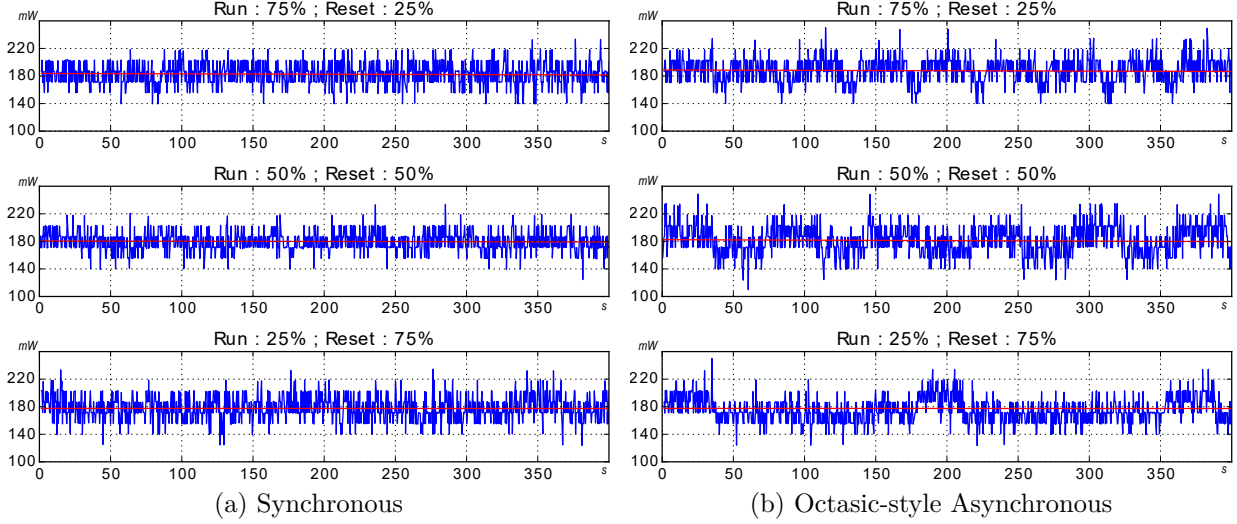 Run : 75% ; Reset : 25%
mW
220
180
140
100
0 50 100 150 200 250 300 350 s
Run : 50% ; Reset : 50%
mW
220
180
140
100
0 50 100 150 200 250 300 350 s
Run : 25% ; Reset : 75%
mW
220
180
140
100
0 50 100 150 200 250 300 350 s
(a) Synchronous
Run : 75% ; Reset : 25%
mW
220
180
140
100
0 50 100 150 200 250 300 350 s
Run : 50% ; Reset : 50%
mW
220
180
140
100
0 50 100 150 200 250 300 350 s
Run : 25% ; Reset : 75%
mW
220
180
140
100
0 50 100 150 200 250 300 350 s
(b) Octasic-style Asynchronous